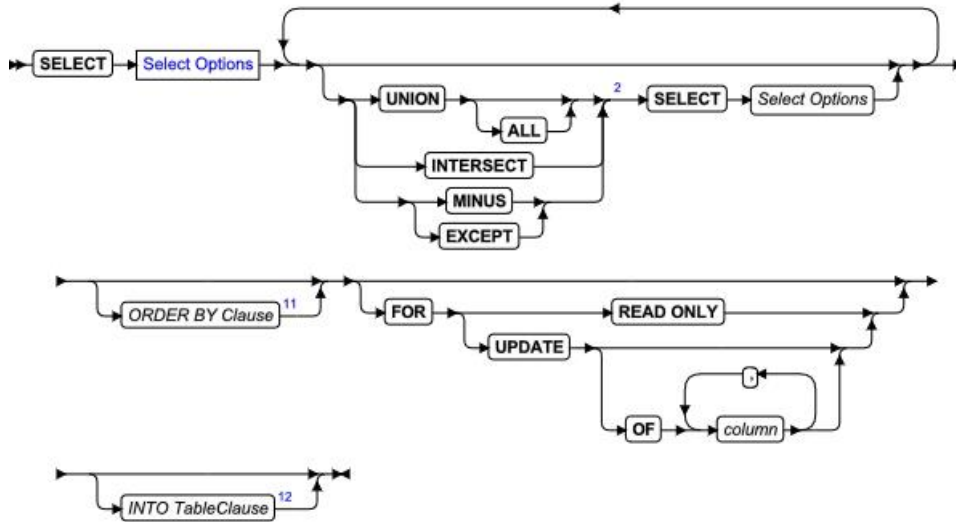 SELECT Select Options
UNION 2 SELECT Select Options
ALL
INTERSECT
MINUS
EXCEPT
ORDER BY Clause 11 FOR READ ONLY
UPDATE
,
OF column
INTO TableClause 12